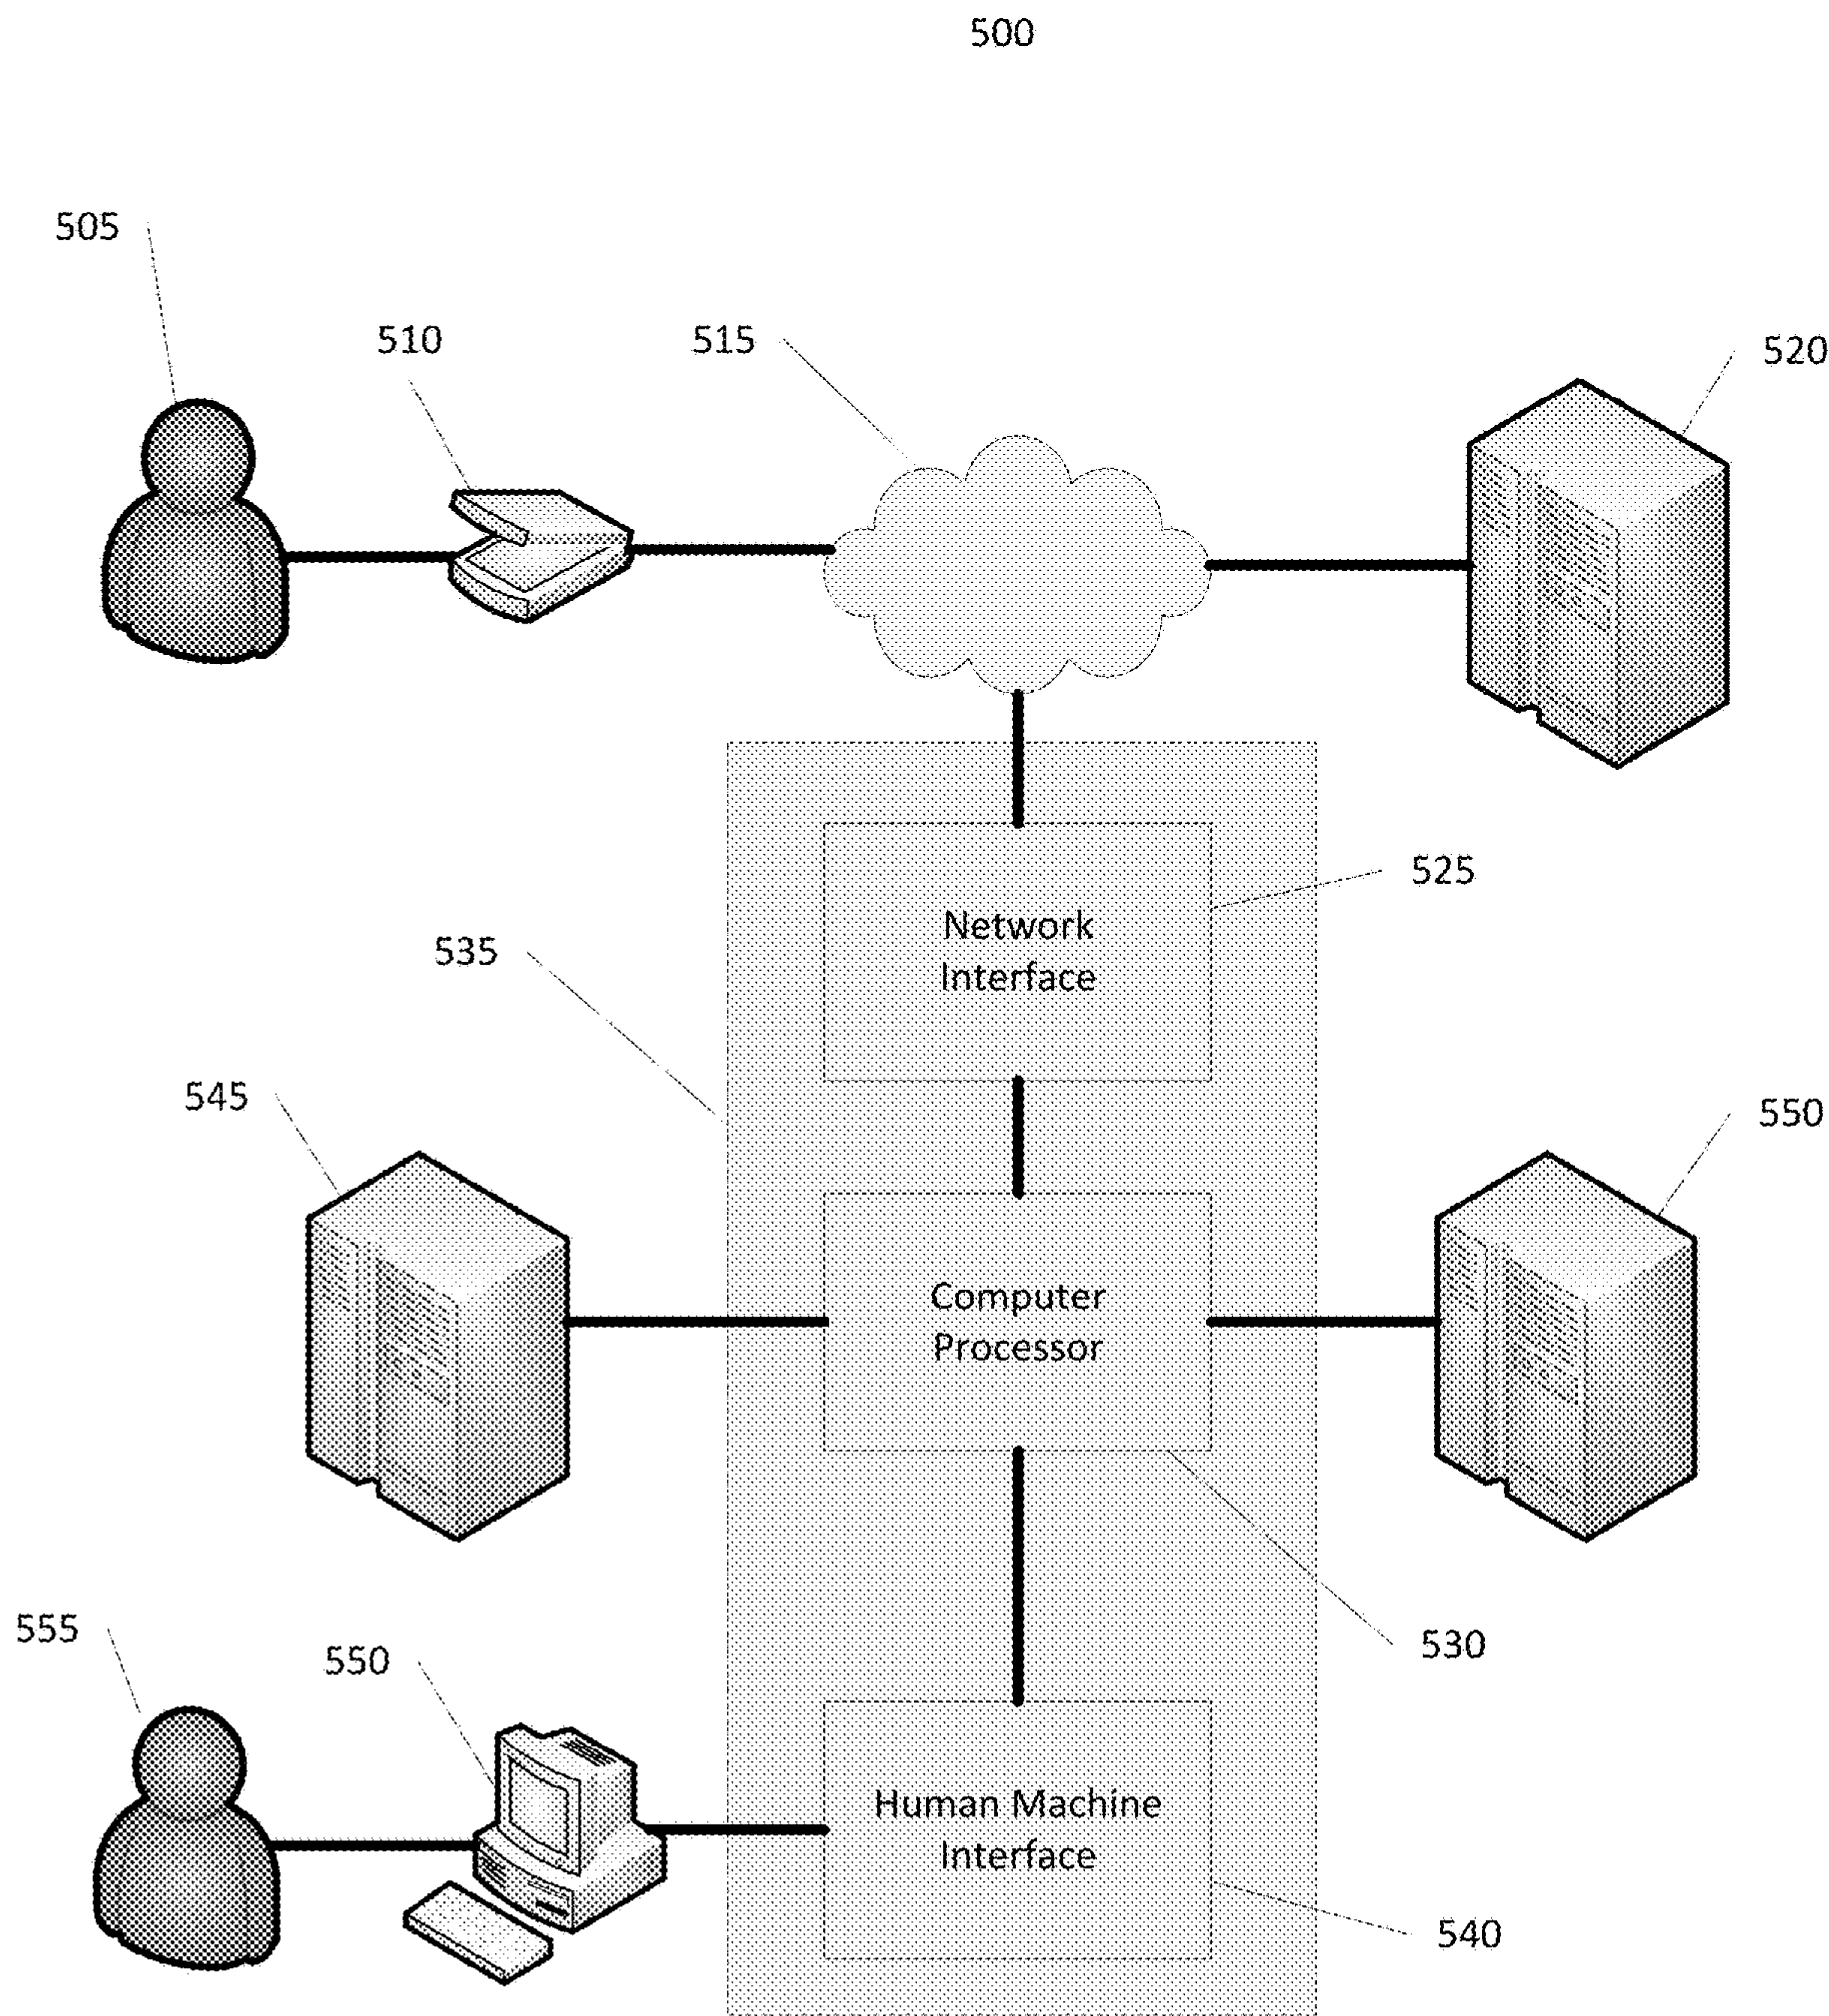 500
505
510
515
520
525
Network
Interface
535
545
550
Computer
Processor
555
550
530
Human Machine
Interface
540